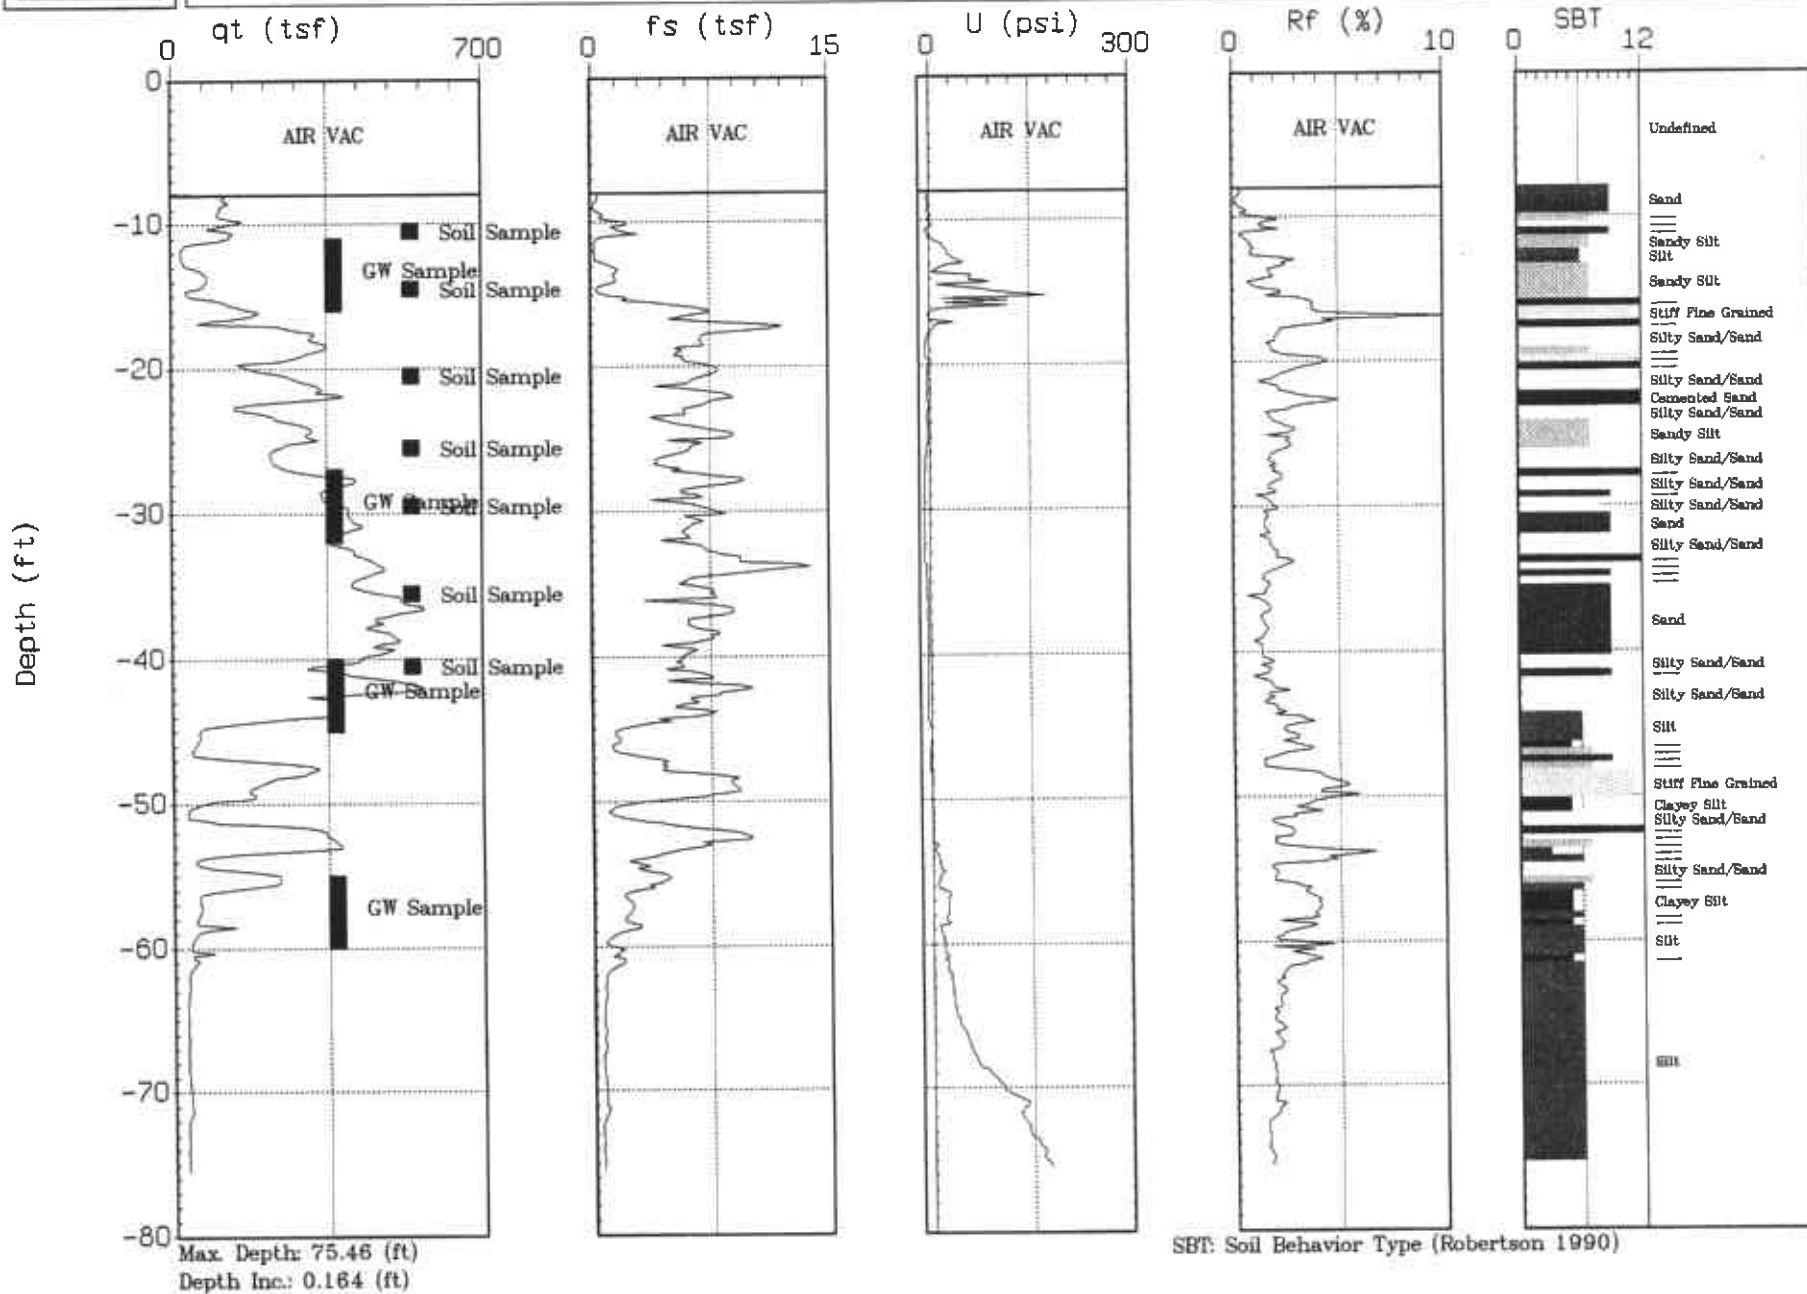 qt (tsf)
0 700
fs (tsf)
0 15
U (psi)
0 300
Rf (%)
0 10
SBT
0 12
Depth (ft)
0
-10
-20
-30
-40
-50
-60
-70
-80
AIR VAC
AIR VAC
AIR VAC
AIR VAC
Soil Sample
GW Sample
Soil Sample
Soil Sample
Soil Sample
GW Sample
Soil Sample
Soil Sample
Soil Sample
GW Sample
GW Sample
Undefined
Sand
Sandy Silt
Silt
Sandy Silt
Stiff Fine Grained
Silty Sand/Sand
Silty Sand/Sand
Cemented Sand
Silty Sand/Sand
Sandy Silt
Silty Sand/Sand
Silty Sand/Sand
Silty Sand/Sand
Sand
Silty Sand/Sand
Sand
Silty Sand/Sand
Silty Sand/Sand
Silt
Stiff Fine Grained
Clayey Silt
Silty Sand/Sand
Silty Sand/Sand
Clayey Silt
Silt
Silt
Max. Depth: 75.46 (ft)
Depth Inc.: 0.164 (ft)
SBT: Soil Behavior Type (Robertson 1990)